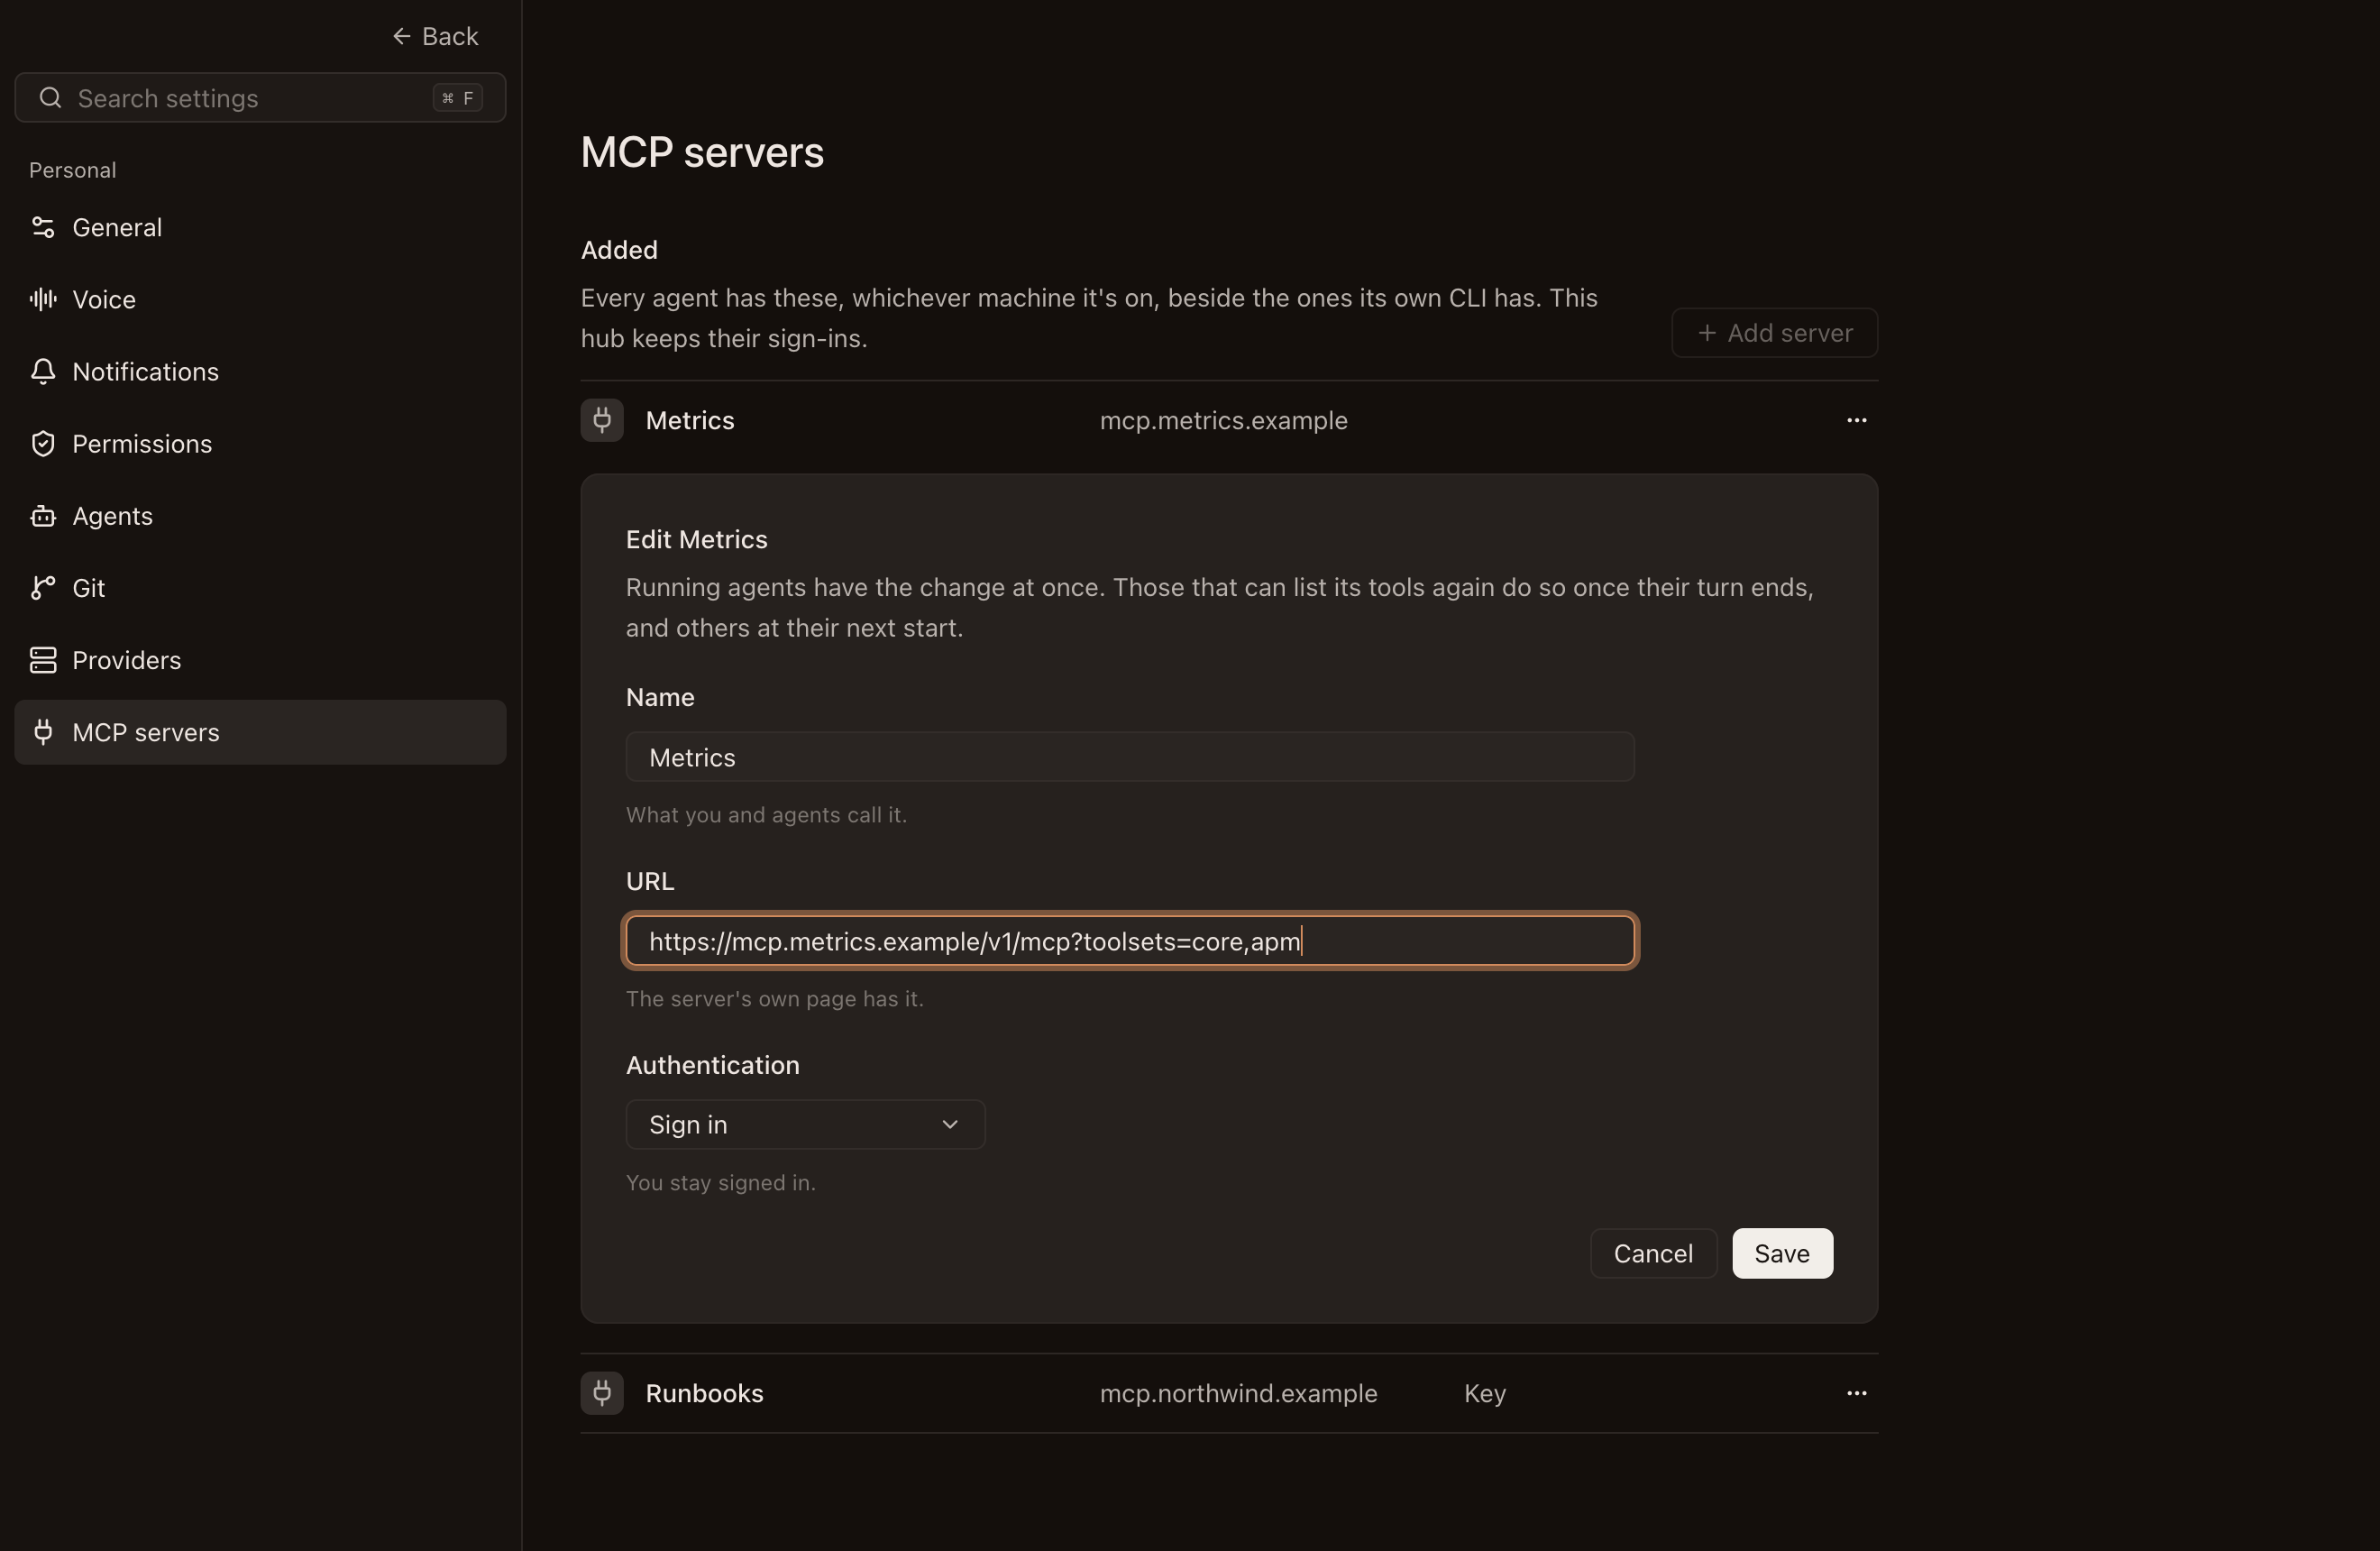 Back
Search settings
⌘ F
Personal
General
Voice
Notifications
Permissions
Agents
Git
Providers
MCP servers
MCP servers
Added
Every agent has these, whichever machine it's on, beside the ones its own CLI has. This
hub keeps their sign-ins.
Add server
Metrics
mcp.metrics.example
Edit Metrics
Running agents have the change at once. Those that can list its tools again do so once their turn ends,
and others at their next start.
Name
Metrics
What you and agents call it.
URL
https://mcp.metrics.example/v1/mcp?toolsets=core,apm
The server's own page has it.
Authentication
Sign in
You stay signed in.
Cancel
Save
Runbooks
mcp.northwind.example
Key